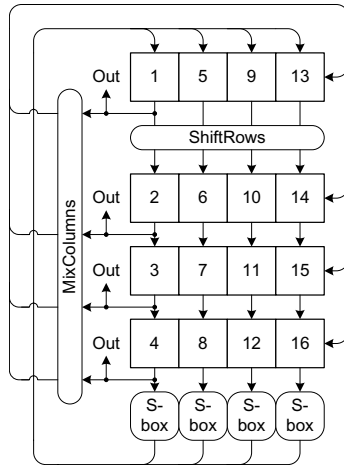 Out
1 5 9 13
ShiftRows
Out
2 6 10 14
MixColumns
Out
3 7 11 15
Out
4 8 12 16
S-
box
S-
box
S-
box
S-
box